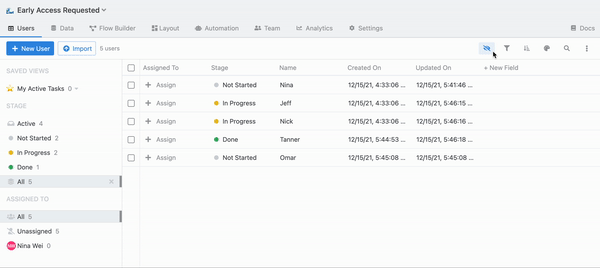 Early Access Requested
Users Data Flow Builder Layout Automation Team Analytics Settings Docs
+ New User Import 5 users
SAVED VIEWS
My Active Tasks 0
STAGE
Active 4
Not Started 2
In Progress 2
Done 1
All 5 ×
ASSIGNED TO
All 5
Unassigned 5
Nina Wei 0
Assigned To Stage Name Created On Updated On + New Field
+ Assign Not Started Nina 12/15/21, 4:33:06 ... 12/15/21, 5:41:46 ...
+ Assign In Progress Jeff 12/15/21, 4:33:06 ... 12/15/21, 5:46:15 ...
+ Assign In Progress Nick 12/15/21, 4:33:06 ... 12/15/21, 5:46:16 ...
+ Assign Done Tanner 12/15/21, 5:44:53 ... 12/15/21, 5:46:18 ...
+ Assign Not Started Omar 12/15/21, 5:45:08 ... 12/15/21, 5:45:08 ...